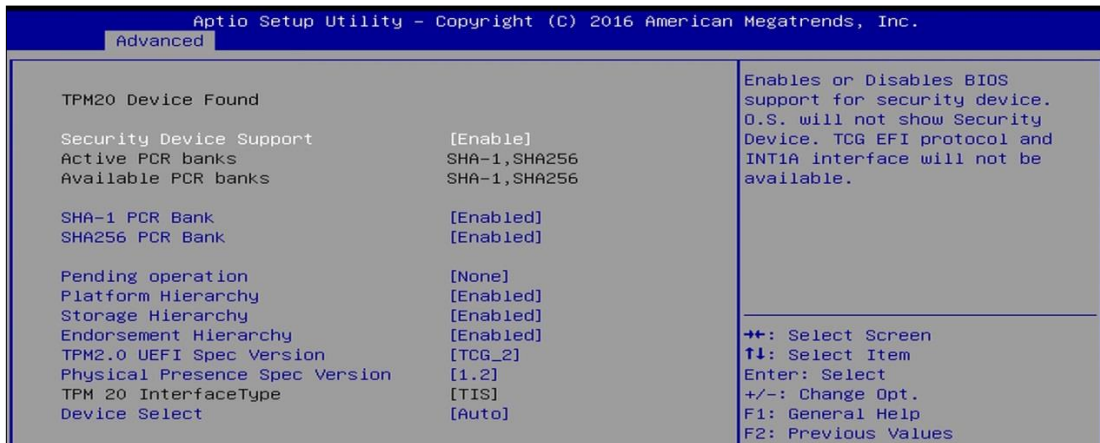 Aptio Setup Utility – Copyright (C) 2016 American Megatrends, Inc.
Advanced
TPM20 Device Found
Security Device Support [Enable]
Active PCR banks SHA-1,SHA256
Available PCR banks SHA-1,SHA256
SHA-1 PCR Bank [Enabled]
SHA256 PCR Bank [Enabled]
Pending operation [None]
Platform Hierarchy [Enabled]
Storage Hierarchy [Enabled]
Endorsement Hierarchy [Enabled]
TPM2.0 UEFI Spec Version [TCG_2]
Physical Presence Spec Version [1.2]
TPM 20 InterfaceType [TIS]
Device Select [Auto]
Enables or Disables BIOS
support for security device.
O.S. will not show Security
Device. TCG EFI protocol and
INT1A interface will not be
available.
→←: Select Screen
↑↓: Select Item
Enter: Select
+/-: Change Opt.
F1: General Help
F2: Previous Values